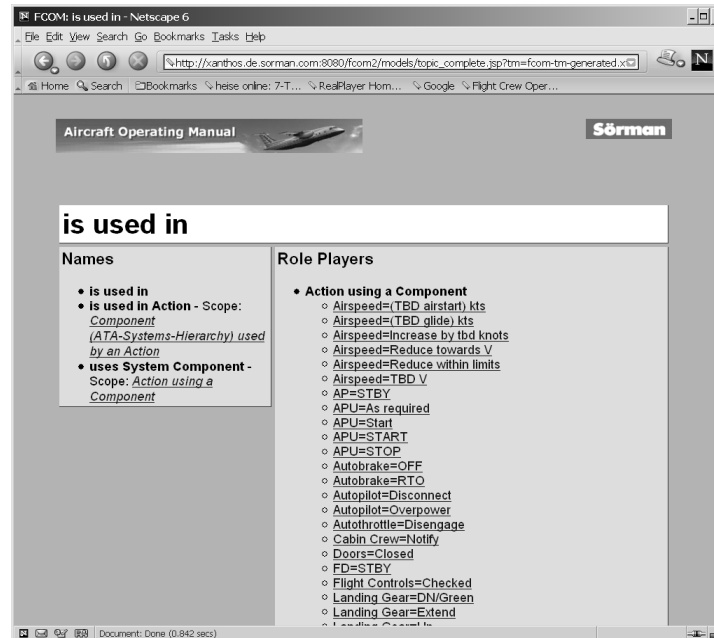 FCOM: is used in - Netscape 6
File Edit View Search Go Bookmarks Tasks Help
http://xanthos.de.sorman.com:8080/fcom2/models/topic_complete.jsp?tm=fcom-tm-generated.x
Home Search Bookmarks heise online: 7-T... RealPlayer Hom... Google Flight Crew Oper...
Aircraft Operating Manual
Sörman
is used in
Names
• is used in
• is used in Action - Scope:
Component
(ATA-Systems-Hierarchy) used
by an Action
• uses System Component -
Scope: Action using a
Component
Role Players
• Action using a Component
Airspeed=(TBD airstart) kts
Airspeed=(TBD glide) kts
Airspeed=Increase by tbd knots
Airspeed=Reduce towards V
Airspeed=Reduce within limits
Airspeed=TBD V
AP=STBY
APU=As required
APU=Start
APU=START
APU=STOP
Autobrake=OFF
Autobrake=RTO
Autopilot=Disconnect
Autopilot=Overpower
Autothrottle=Disengage
Cabin Crew=Notify
Doors=Closed
FD=STBY
Flight Controls=Checked
Landing Gear=DN/Green
Landing Gear=Extend
Landing Gear=Up
Document: Done (0.842 secs)